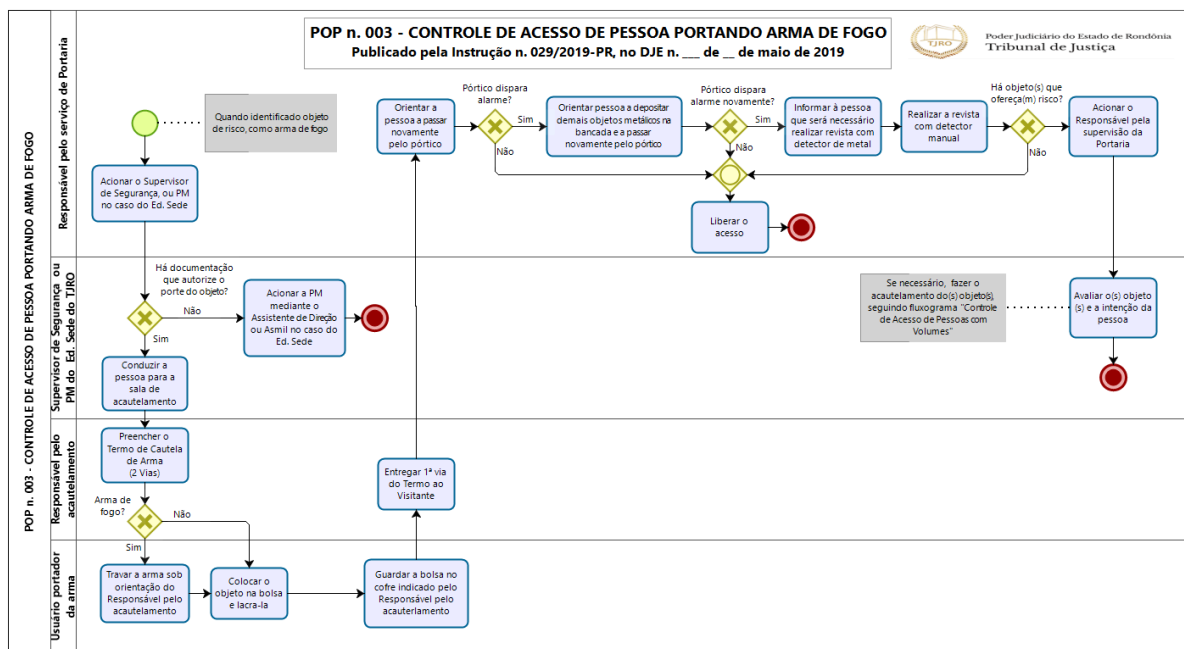 POP n. 003 - CONTROLE DE ACESSO DE PESSOA PORTANDO ARMA DE FOGO
Publicado pela Instrução n. 029/2019-PR, no DJE n. ___ de __ de maio de 2019
TJRO
Poder Judiciário do Estado de Rondônia
Tribunal de Justiça
POP n. 003 - CONTROLE DE ACESSO DE PESSOA PORTANDO ARMA DE FOGO
Responsável pelo serviço de Portaria
Quando identificado objeto
de risco, como arma de fogo
Acionar o Supervisor
de Segurança, ou PM
no caso do Ed. Sede
Orientar a
pessoa a passar
novamente
pelo pórtico
Pórtico dispara
alarme?
Sim
Não
Orientar pessoa a depositar
demais objetos metálicos na
bancada e a passar
novamente pelo pórtico
Pórtico dispara
alarme novamente?
Sim
Não
Informar à pessoa
que será necessário
realizar revista com
detector de metal
Realizar a revista
com detector
manual
Há objeto(s) que
ofereça(m) risco?
Sim
Não
Acionar o
Responsável pela
supervisão da
Portaria
Liberar o
acesso
Supervisor de Segurança ou
PM do Ed. Sede do TJRO
Há documentação
que autorize o
porte do objeto?
Não
Sim
Acionar a PM
mediante o
Assistente de Direção
ou Asmil no caso do
Ed. Sede
Conduzir a
pessoa para a
sala de
acautelamento
Se necessário, fazer o
acautelamento do(s) objeto(s),
seguindo fluxograma "Controle
de Acesso de Pessoas com
Volumes"
Avaliar o(s) objeto
(s) e a intenção da
pessoa
Responsável pelo
acautelamento
Preencher o
Termo de Cautela
de Arma
(2 Vias)
Arma de
fogo?
Não
Sim
Entregar 1ª via
do Termo ao
Visitante
Usuário portador
da arma
Travar a arma sob
orientação do
Responsável pelo
acautelamento
Colocar o
objeto na bolsa
e lacra-la
Guardar a bolsa no
cofre indicado pelo
Responsável pelo
acauterlamento